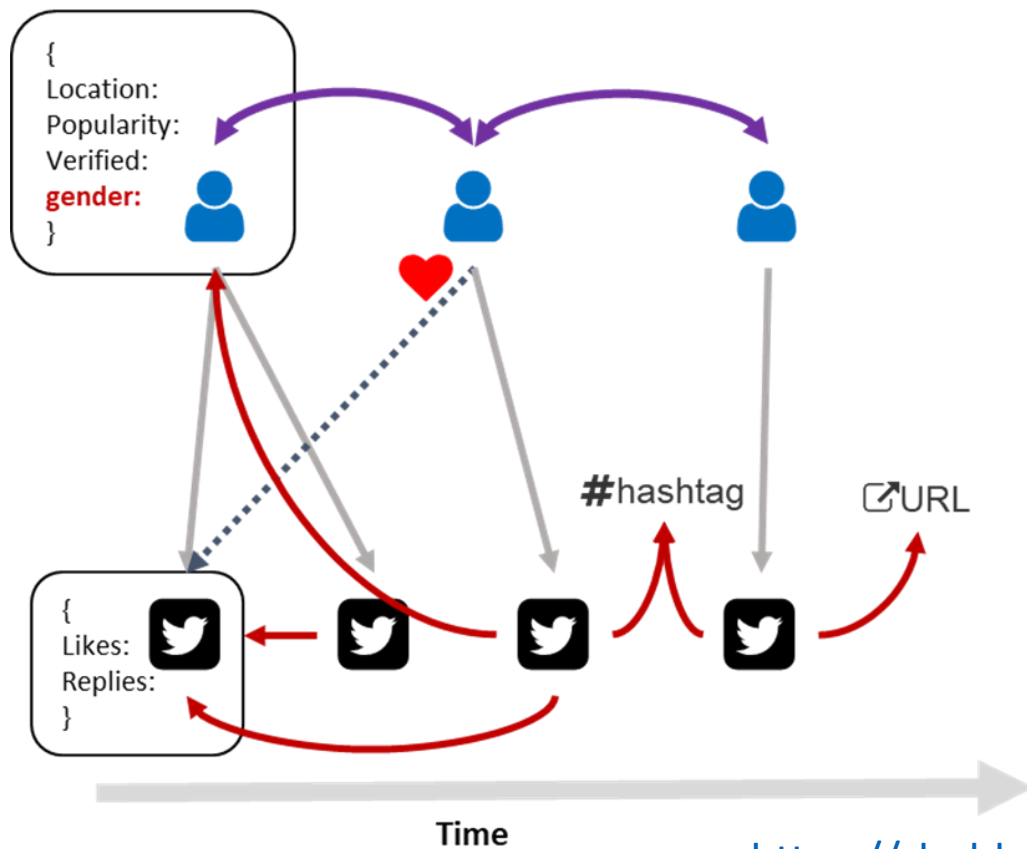 {
Location:
Popularity:
Verified:
gender:
}
#hashtag
URL
{
Likes:
Replies:
}
Time